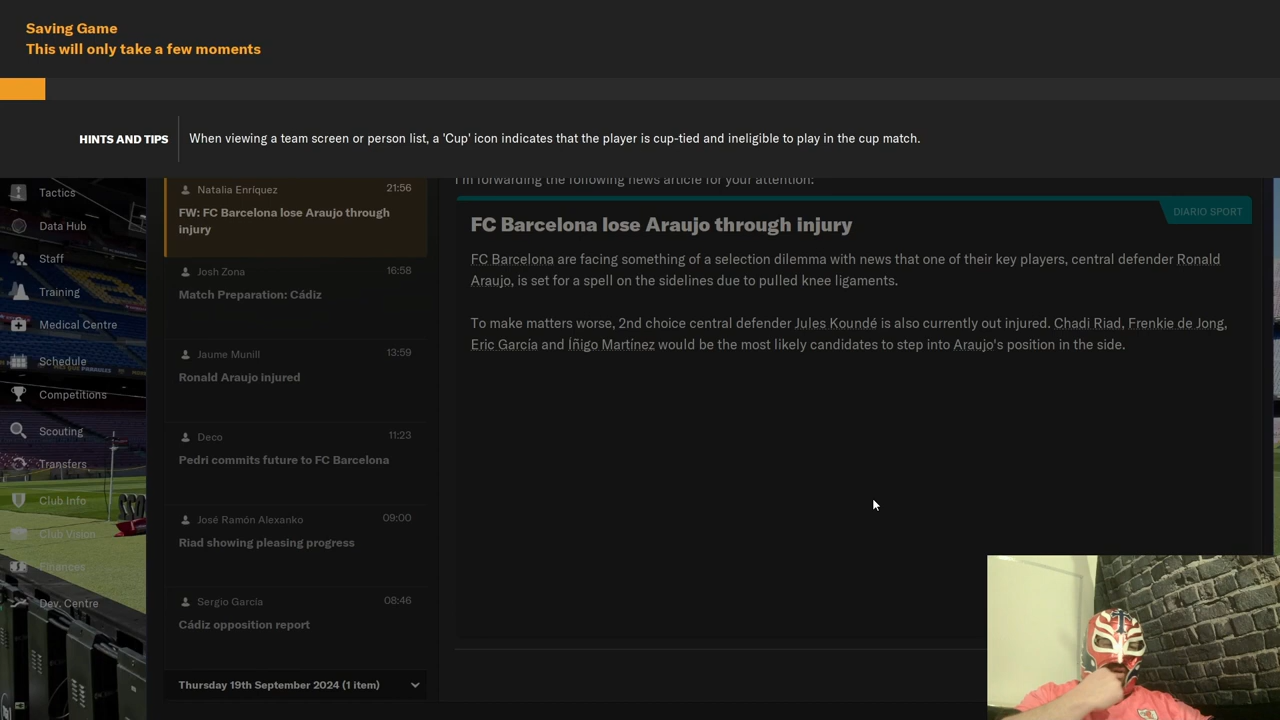 Saving Game
This will only take a few moments
HINTS AND TIPS
When viewing a team screen or person list, a 'Cup' icon indicates that the player is cup-tied and ineligible to play in the cup match.
Tactics
Data Hub
Staff
Training
Medical Centre
Schedule
Competitions
Scouting
Transfers
Club Info
Club Vision
Finances
Dev. Centre
Natalia Enríquez 21:56
FW: FC Barcelona lose Araujo through
injury
Josh Zona 16:58
Match Preparation: Cádiz
Jaume Munill 13:59
Ronald Araujo injured
Deco 11:23
Pedri commits future to FC Barcelona
José Ramón Alexanko 09:00
Riad showing pleasing progress
Sergio García 08:46
Cádiz opposition report
Thursday 19th September 2024 (1 item)
I'm forwarding the following news article for your attention:
DIARIO SPORT
FC Barcelona lose Araujo through injury
FC Barcelona are facing something of a selection dilemma with news that one of their key players, central defender Ronald
Araujo, is set for a spell on the sidelines due to pulled knee ligaments.
To make matters worse, 2nd choice central defender Jules Koundé is also currently out injured. Chadi Riad, Frenkie de Jong,
Eric García and Íñigo Martínez would be the most likely candidates to step into Araujo's position in the side.